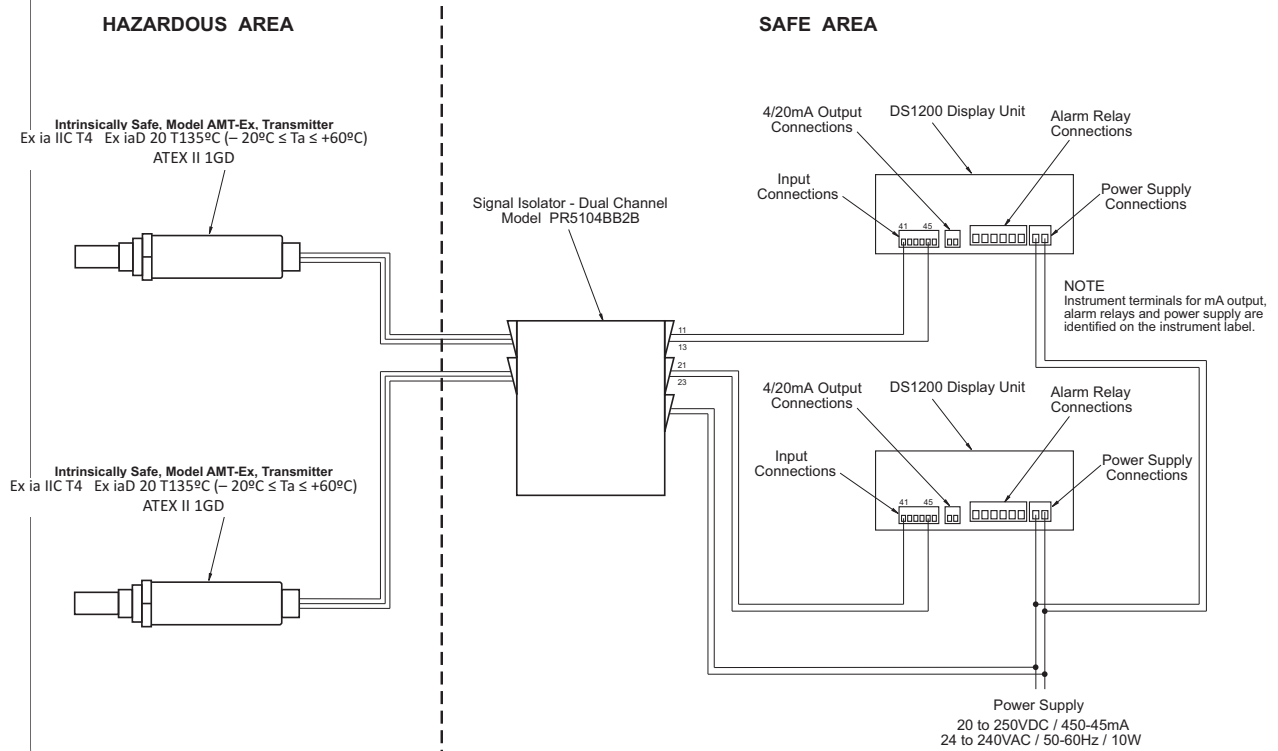 HAZARDOUS AREA
SAFE AREA
Intrinsically Safe, Model AMT-Ex, Transmitter
Ex ia IIC T4 Ex iaD 20 T135ºC (– 20ºC ≤ Ta ≤ +60ºC)
ATEX II 1GD
Signal Isolator - Dual Channel
Model PR5104BB2B
4/20mA Output
Connections
DS1200 Display Unit
Alarm Relay
Connections
Input
Connections
Power Supply
Connections
41 45
NOTE
Instrument terminals for mA output,
alarm relays and power supply are
identified on the instrument label.
11
13
21
23
4/20mA Output
Connections
DS1200 Display Unit
Alarm Relay
Connections
Input
Connections
Power Supply
Connections
41 45
Intrinsically Safe, Model AMT-Ex, Transmitter
Ex ia IIC T4 Ex iaD 20 T135ºC (– 20ºC ≤ Ta ≤ +60ºC)
ATEX II 1GD
Power Supply
20 to 250VDC / 450-45mA
24 to 240VAC / 50-60Hz / 10W